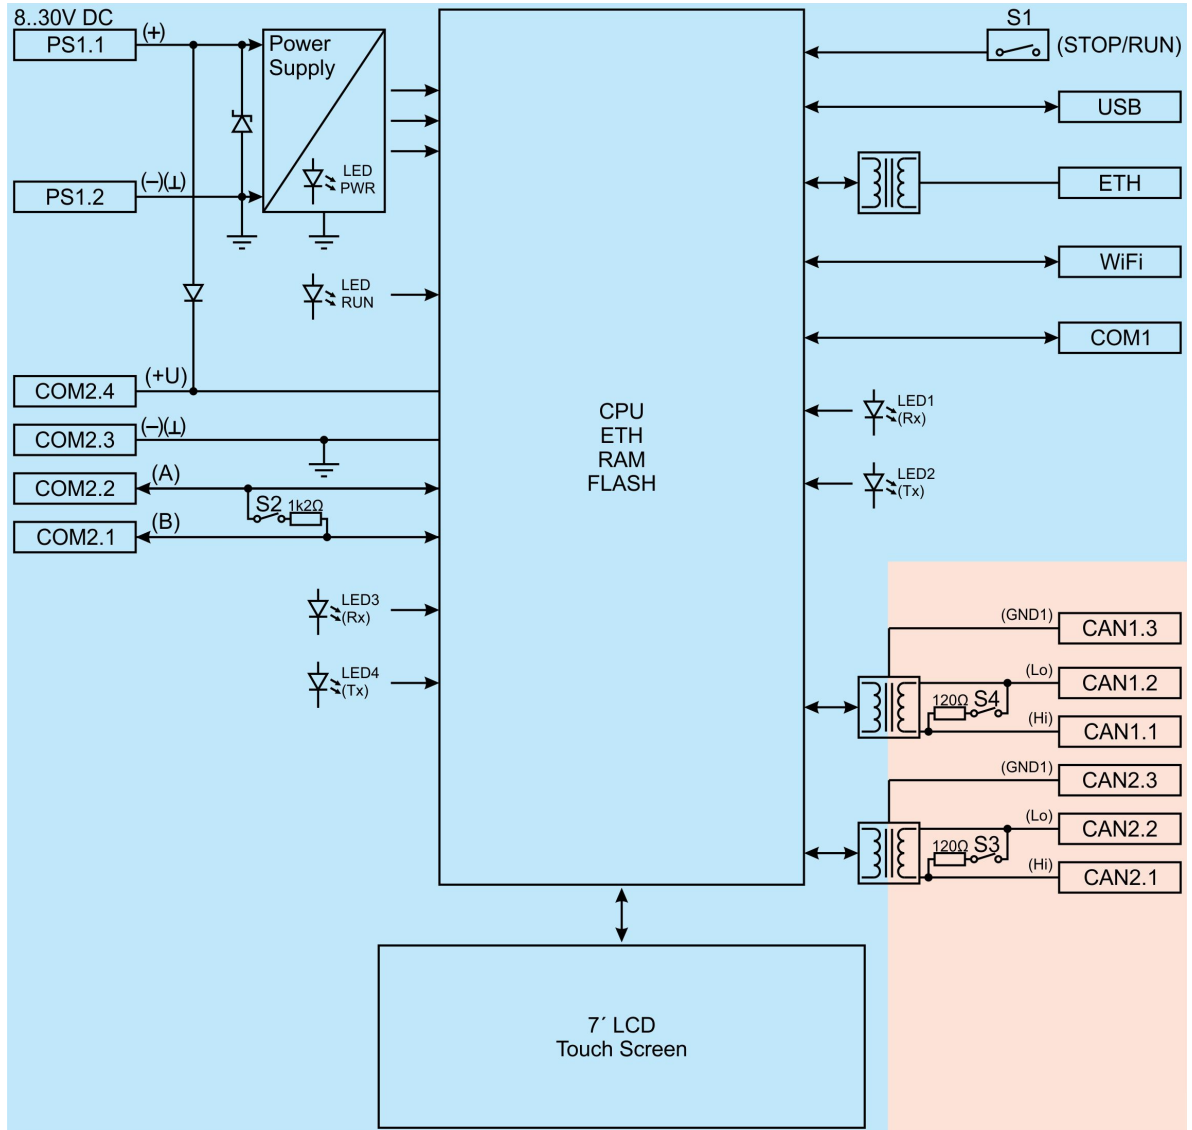 8..30V DC
PS1.1
(+)
Power
Supply
LED
PWR
PS1.2
(−)(⊥)
LED
RUN
COM2.4
(+U)
COM2.3
(−)(⊥)
COM2.2
(A)
S2
1k2Ω
COM2.1
(B)
LED3
(Rx)
LED4
(Tx)
CPU
ETH
RAM
FLASH
S1
(STOP/RUN)
USB
ETH
WiFi
COM1
LED1
(Rx)
LED2
(Tx)
(GND1)
CAN1.3
(Lo)
CAN1.2
120Ω
S4
(Hi)
CAN1.1
(GND1)
CAN2.3
(Lo)
CAN2.2
120Ω
S3
(Hi)
CAN2.1
7´ LCD
Touch Screen